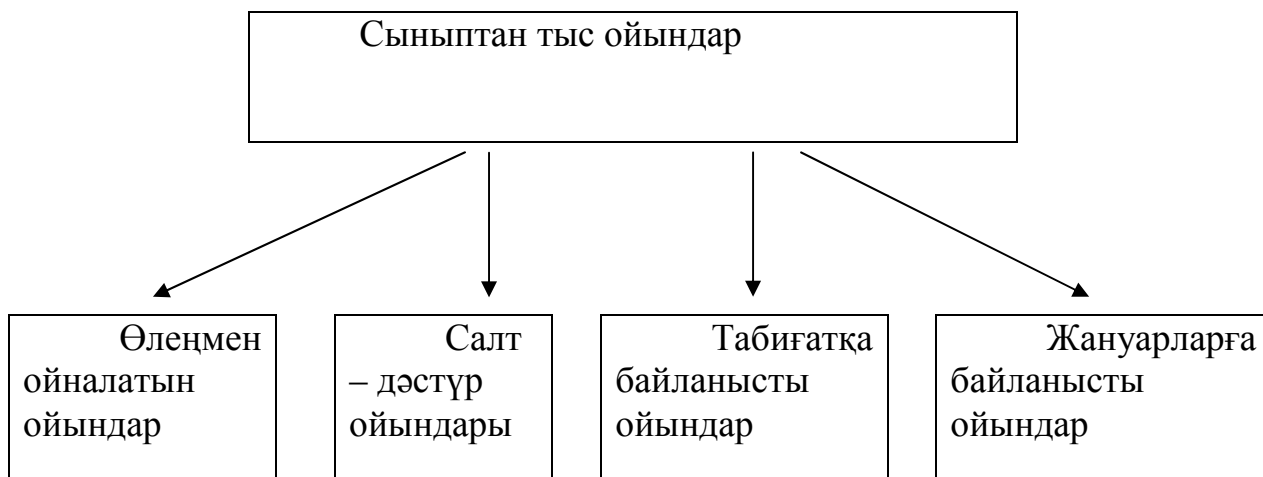 Сыныптан тыс ойындар
Өлеңмен
ойналатын
ойындар
Салт
– дәстүр
ойындары
Табиғатқа
байланысты
ойындар
Жануарларға
байланысты
ойындар